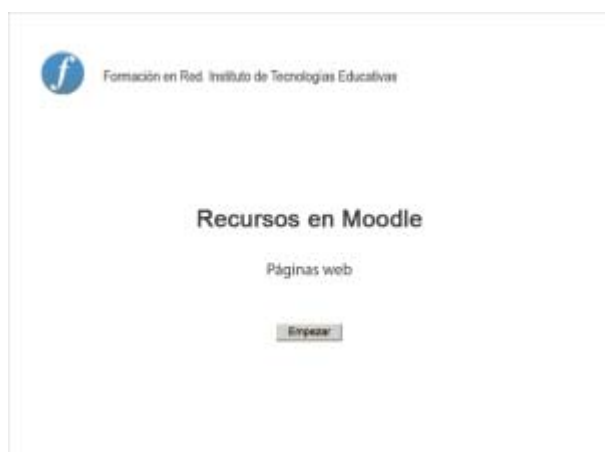 f
Formación en Red. Instituto de Tecnologías Educativas
Recursos en Moodle
Páginas web
Empezar